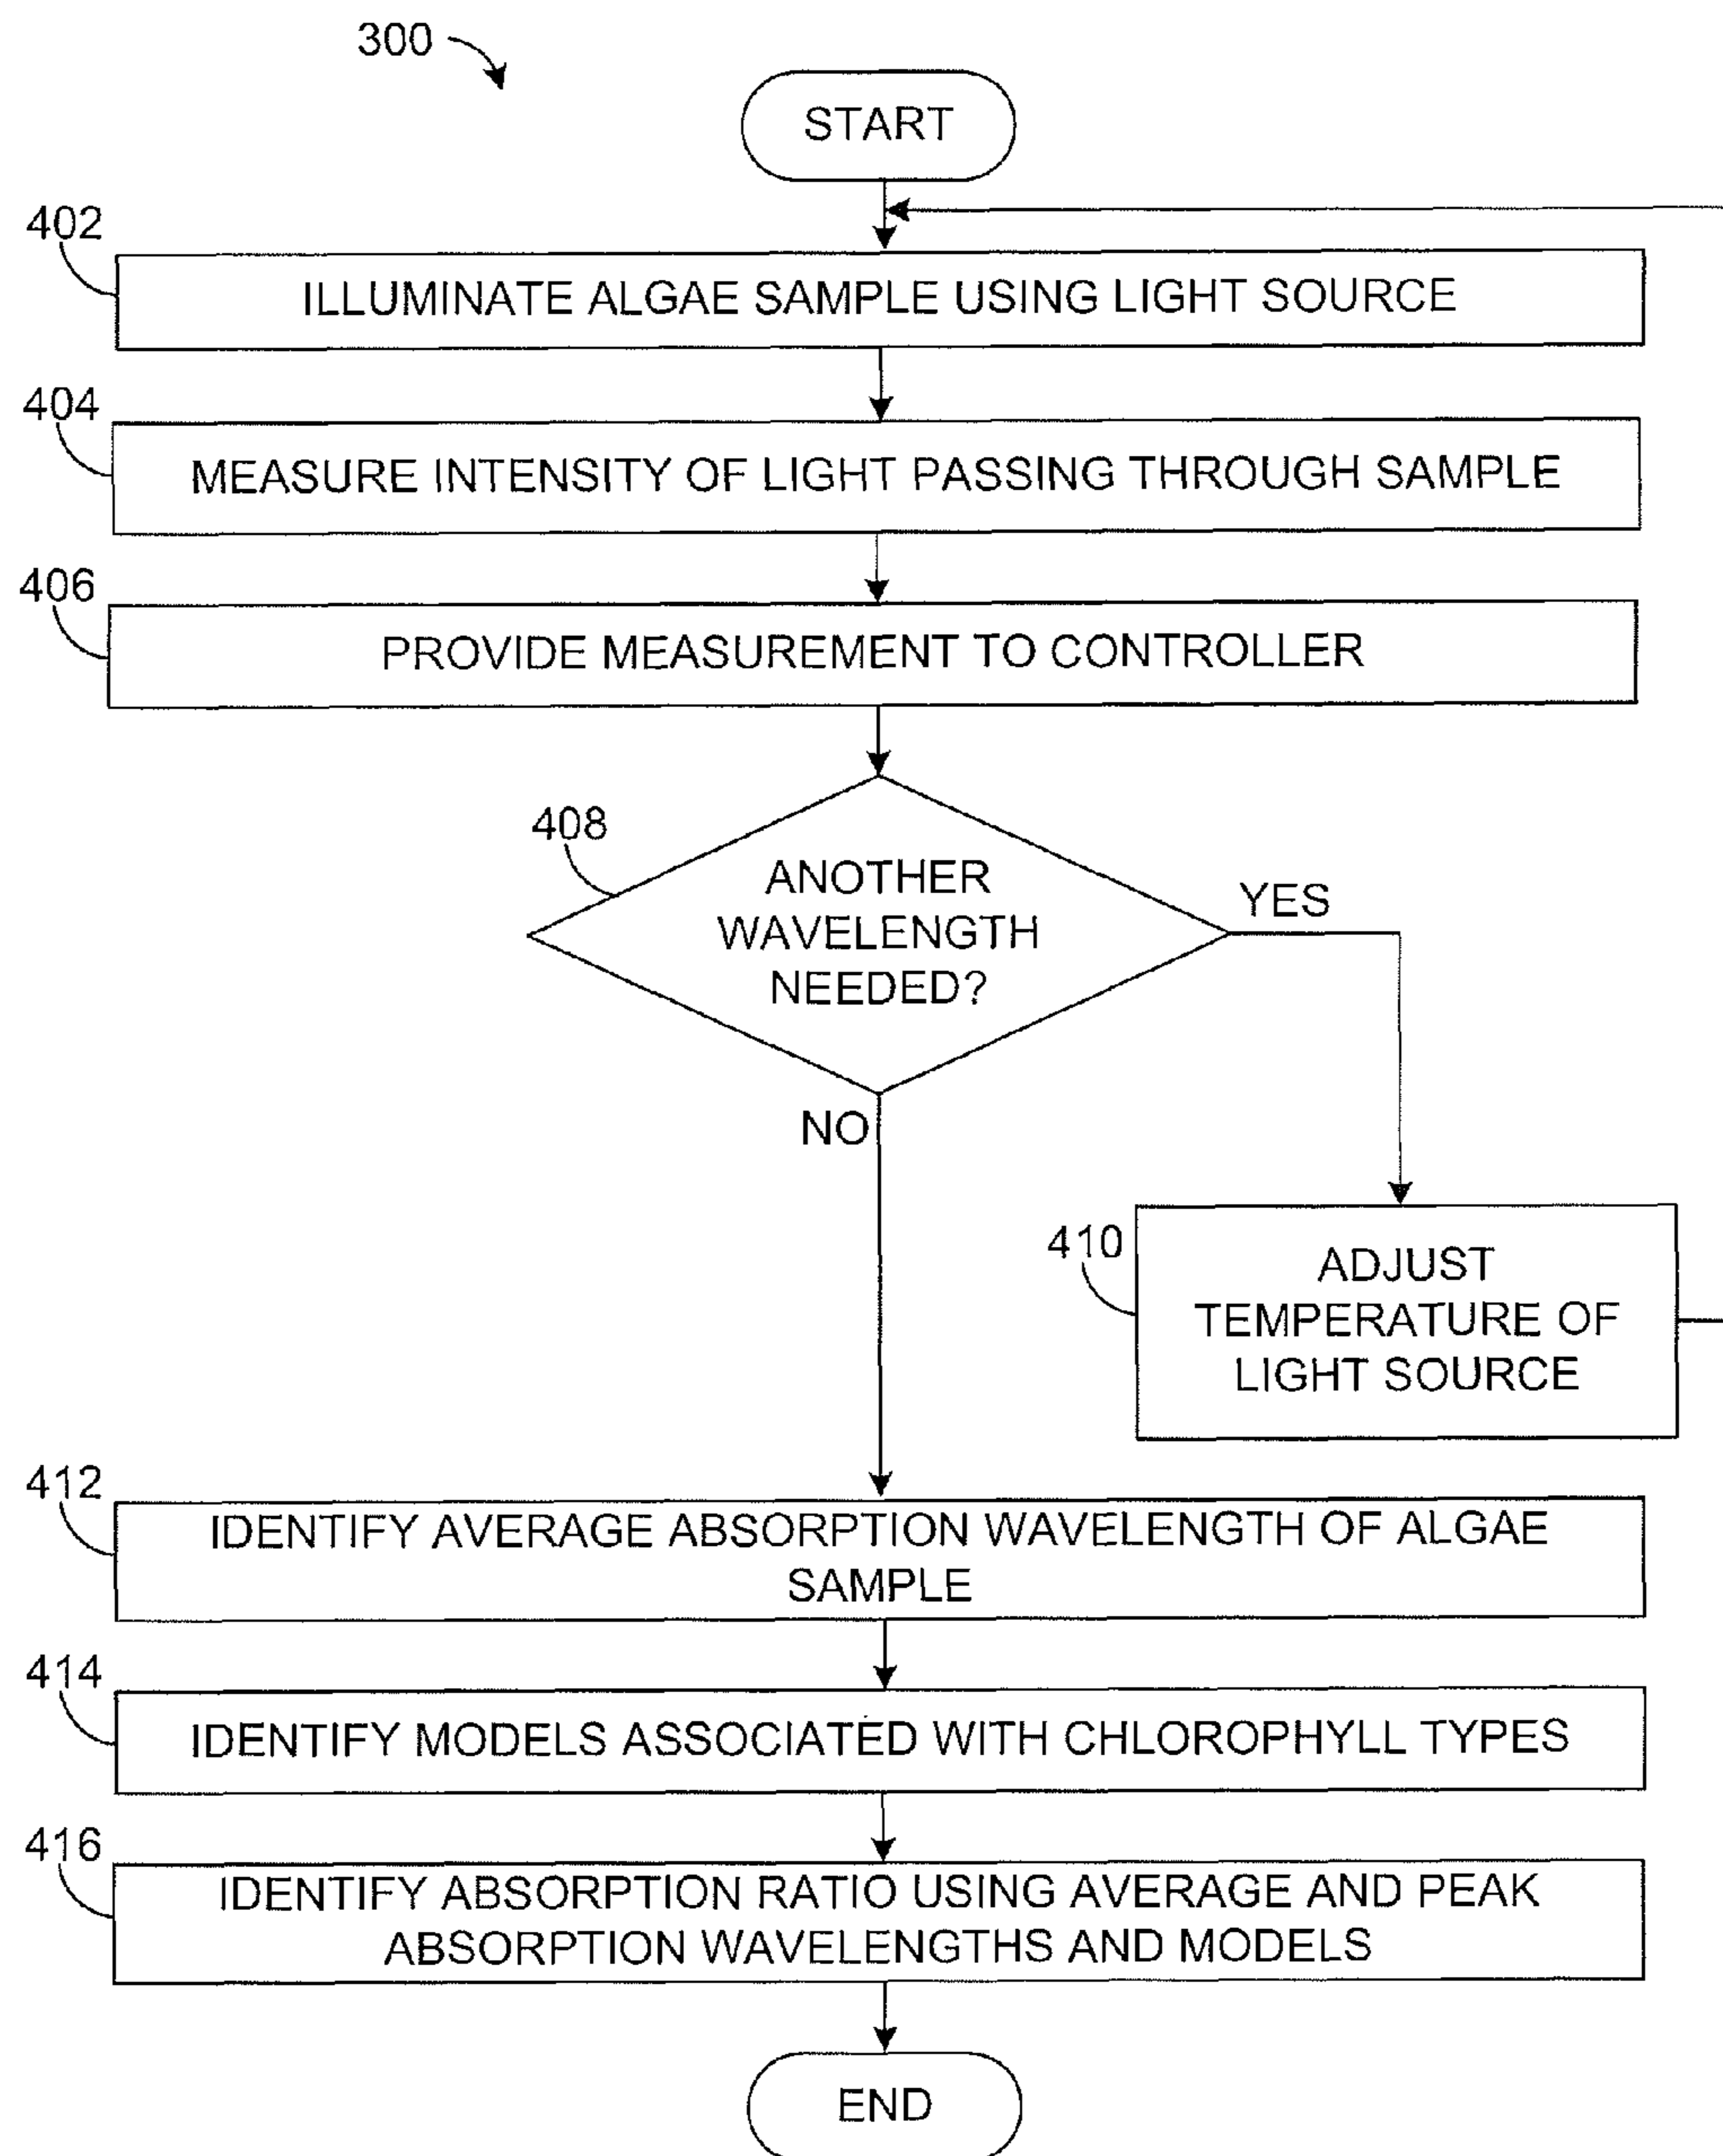 300
START
402
ILLUMINATE ALGAE SAMPLE USING LIGHT SOURCE
404
MEASURE INTENSITY OF LIGHT PASSING THROUGH SAMPLE
406
PROVIDE MEASUREMENT TO CONTROLLER
408
ANOTHER
WAVELENGTH
NEEDED?
YES
NO
410
ADJUST
TEMPERATURE OF
LIGHT SOURCE
412
IDENTIFY AVERAGE ABSORPTION WAVELENGTH OF ALGAE
SAMPLE
414
IDENTIFY MODELS ASSOCIATED WITH CHLOROPHYLL TYPES
416
IDENTIFY ABSORPTION RATIO USING AVERAGE AND PEAK
ABSORPTION WAVELENGTHS AND MODELS
END